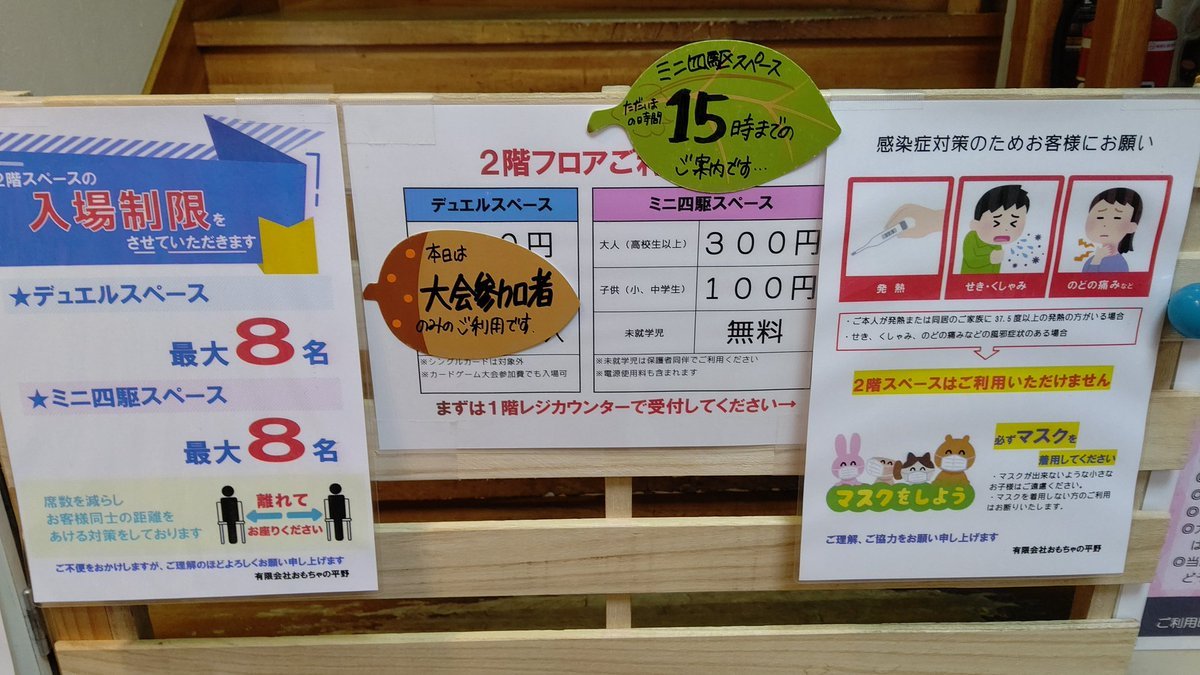 2階スペースの
入場制限を
させていただきます
★デュエルスペース
最大8名
★ミニ四駆スペース
最大8名
席数を減らし
お客様同士の距離を
あける対策をしております
離れて
お座りください
ご不便をおかけしますが、ご理解のほどよろしくお願い申し上げます
有限会社おもちゃの平野
ミニ四駆スペース
ただいまの時間
15時までの
ご案内です…
2階フロアご利
デュエルスペース
円
本日は
大会参加者
のみのご利用です.
※シングルカードは対象外
※カードゲーム大会参加費でも入場可
ミニ四駆スペース
大人(高校生以上) 300円
子供(小、中学生) 100円
未就学児 無料
※未就学児は保護者同伴でご利用ください
※電源使用料も含まれます
まずは1階レジカウンターで受付してください→
感染症対策のためお客様にお願い
発熱
せき・くしゃみ
のどの痛みなど
・ご本人が発熱または同居のご家族に37.5度以上の発熱の方がいる場合
・せき、くしゃみ、のどの痛みなどの風邪症状のある場合
2階スペースはご利用いただけません
マスクをしよう
必ずマスクを
着用してください
・マスクが出来ないような小さな
お子様はご遠慮ください。
・マスクを着用しない方のご利用
はお断りいたします。
ご理解、ご協力をお願い申し上げます
有限会社おもちゃの平野
ご利用